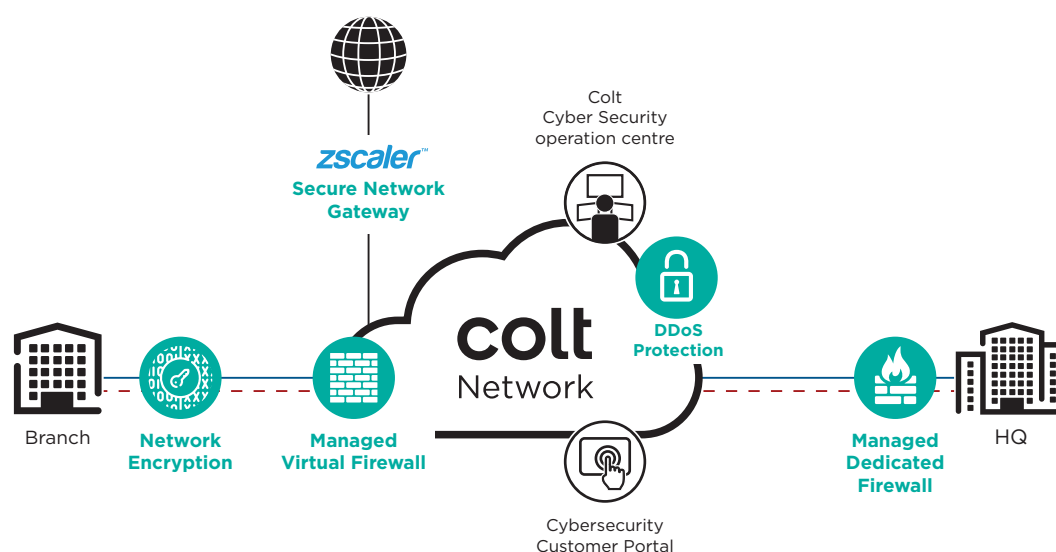 Colt
Cyber Security
operation centre
zscaler™
Secure Network
Gateway
DDoS
Protection
colt
Network
Branch
Network
Encryption
Managed
Virtual Firewall
Managed
Dedicated
Firewall
HQ
Cybersecurity
Customer Portal